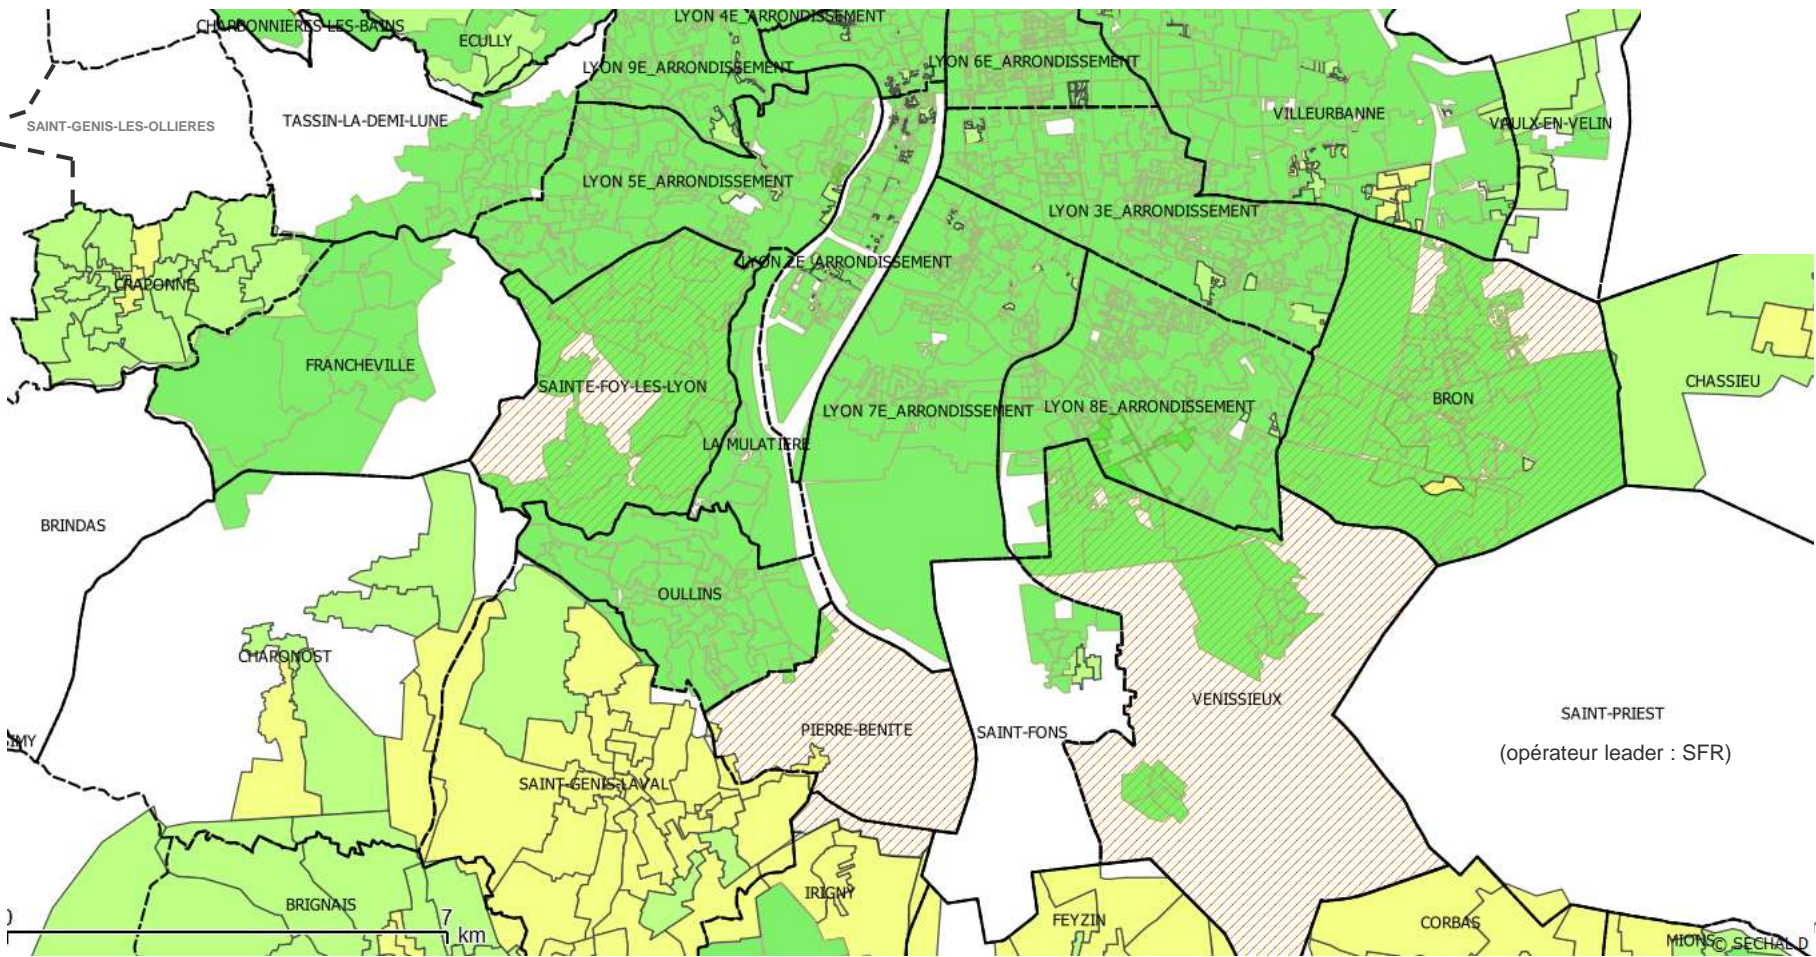 LYON 4E_ARRONDISSEMENT
CHARBONNIERES-LES-BAINS
ECULLY
LYON 9E_ARRONDISSEMENT
LYON 6E_ARRONDISSEMENT
SAINT-GENIS-LES-OLLIERES
TASSIN-LA-DEMI-LUNE
VILLEURBANNE
VAULX-EN-VELIN
LYON 5E_ARRONDISSEMENT
LYON 3E_ARRONDISSEMENT
LYON 2E_ARRONDISSEMENT
CRAPONNE
FRANCHEVILLE
SAINTE-FOY-LES-LYON
CHASSIEU
BRON
LYON 7E_ARRONDISSEMENT
LYON 8E_ARRONDISSEMENT
LA MULATIERE
BRINDAS
OULLINS
CHAPONOST
VENISSIEUX
SAINT-PRIEST
(opérateur leader : SFR)
PIERRE-BENITE
SAINT-FONS
SAINT-GENIS-LAVAL
IRIGNY
BRIGNAIS
FEYZIN
CORBAS
MIONS
7
km
© SECHAL D